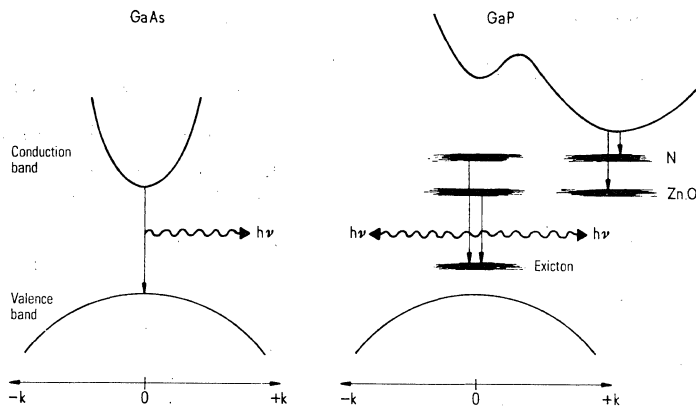 GaAs
Conduction
band
hν
Valence
band
-k 0 +k
GaP
N
Zn.O
hν hν
Exicton
-k 0 +k